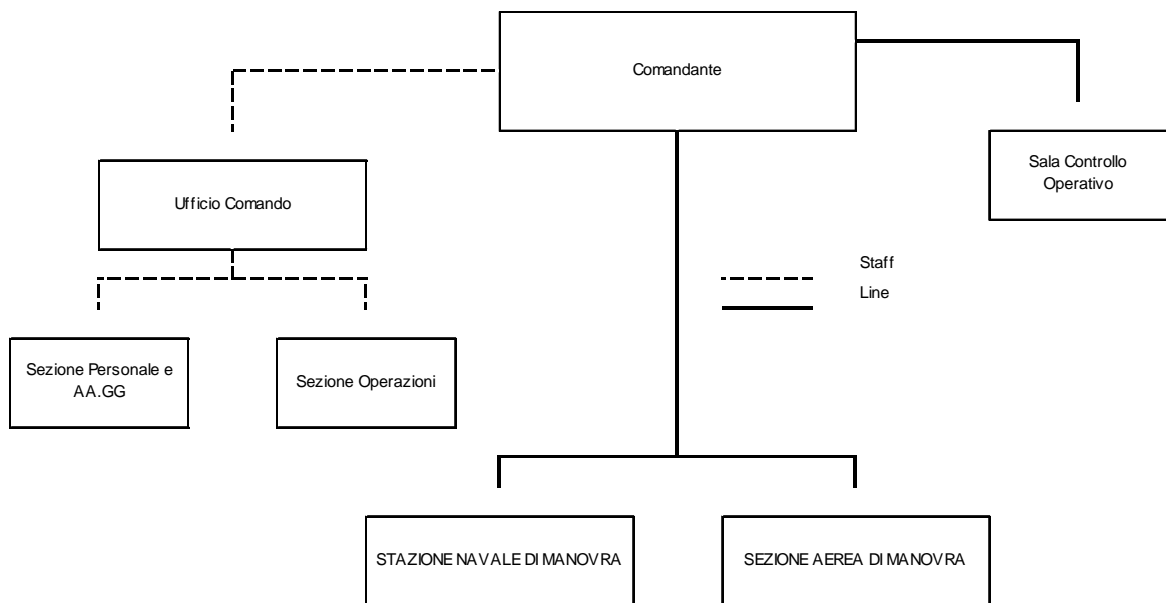 Comandante
Sala Controllo
Operativo
Ufficio Comando
Staff
Line
Sezione Personale e
AA.GG
Sezione Operazioni
STAZIONE NAVALE DI MANOVRA
SEZIONE AEREA DI MANOVRA